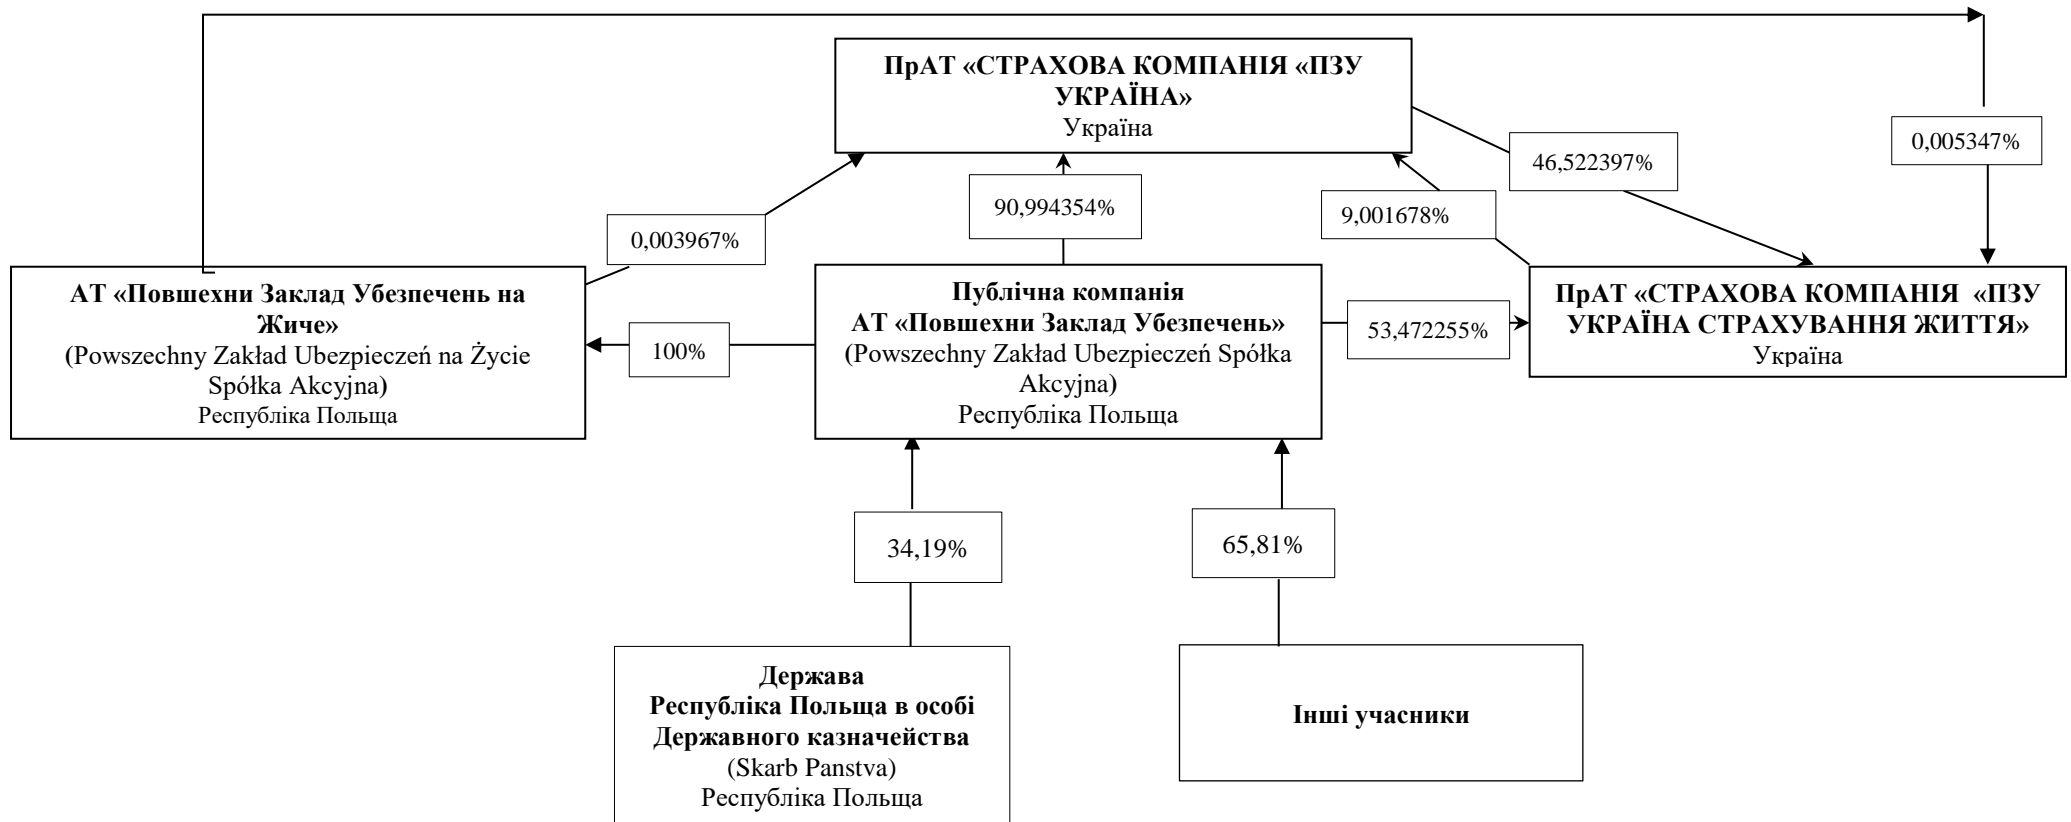 ПрАТ «СТРАХОВА КОМПАНІЯ «ПЗУ
УКРАЇНА»
Україна
0,005347%
46,522397%
90,994354%
9,001678%
0,003967%
АТ «Повшехни Заклад Убезпечень на
Жиче»
(Powszechny Zakład Ubezpieczeń na Życie
Spółka Akcyjna)
Республіка Польща
100%
Публічна компанія
АТ «Повшехни Заклад Убезпечень»
(Powszechny Zakład Ubezpieczeń Spółka
Akcyjna)
Республіка Польща
53,472255%
ПрАТ «СТРАХОВА КОМПАНІЯ «ПЗУ
УКРАЇНА СТРАХУВАННЯ ЖИТТЯ»
Україна
34,19%
65,81%
Держава
Республіка Польща в особі
Державного казначейства
(Skarb Panstva)
Республіка Польща
Інші учасники